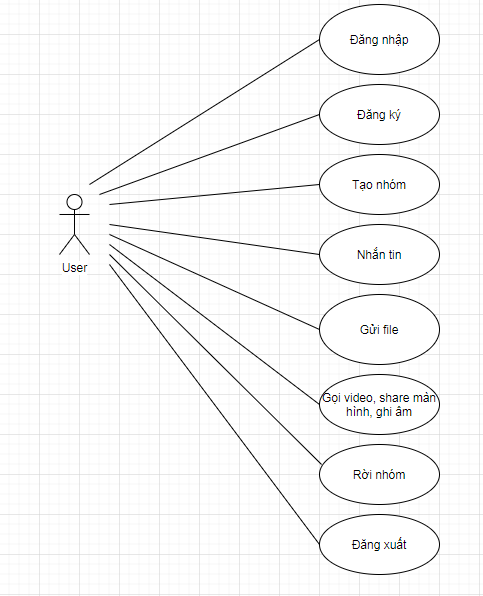 Đăng nhập
Đăng ký
Tạo nhóm
Nhắn tin
User
Gửi file
Gọi video, share màn
hình, ghi âm
Rời nhóm
Đăng xuất